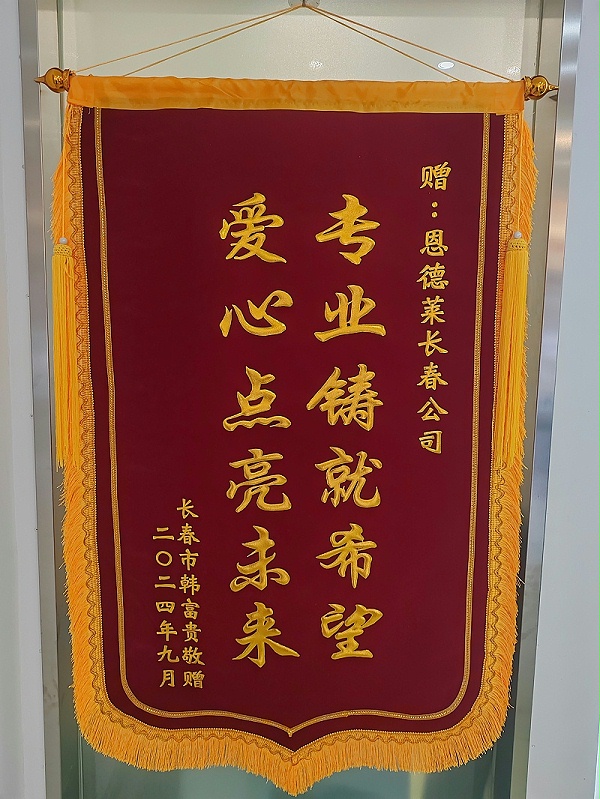 赠：恩德莱长春公司
专业铸就希望
爱心点亮未来
长春市韩富贵敬赠
二〇二四年九月